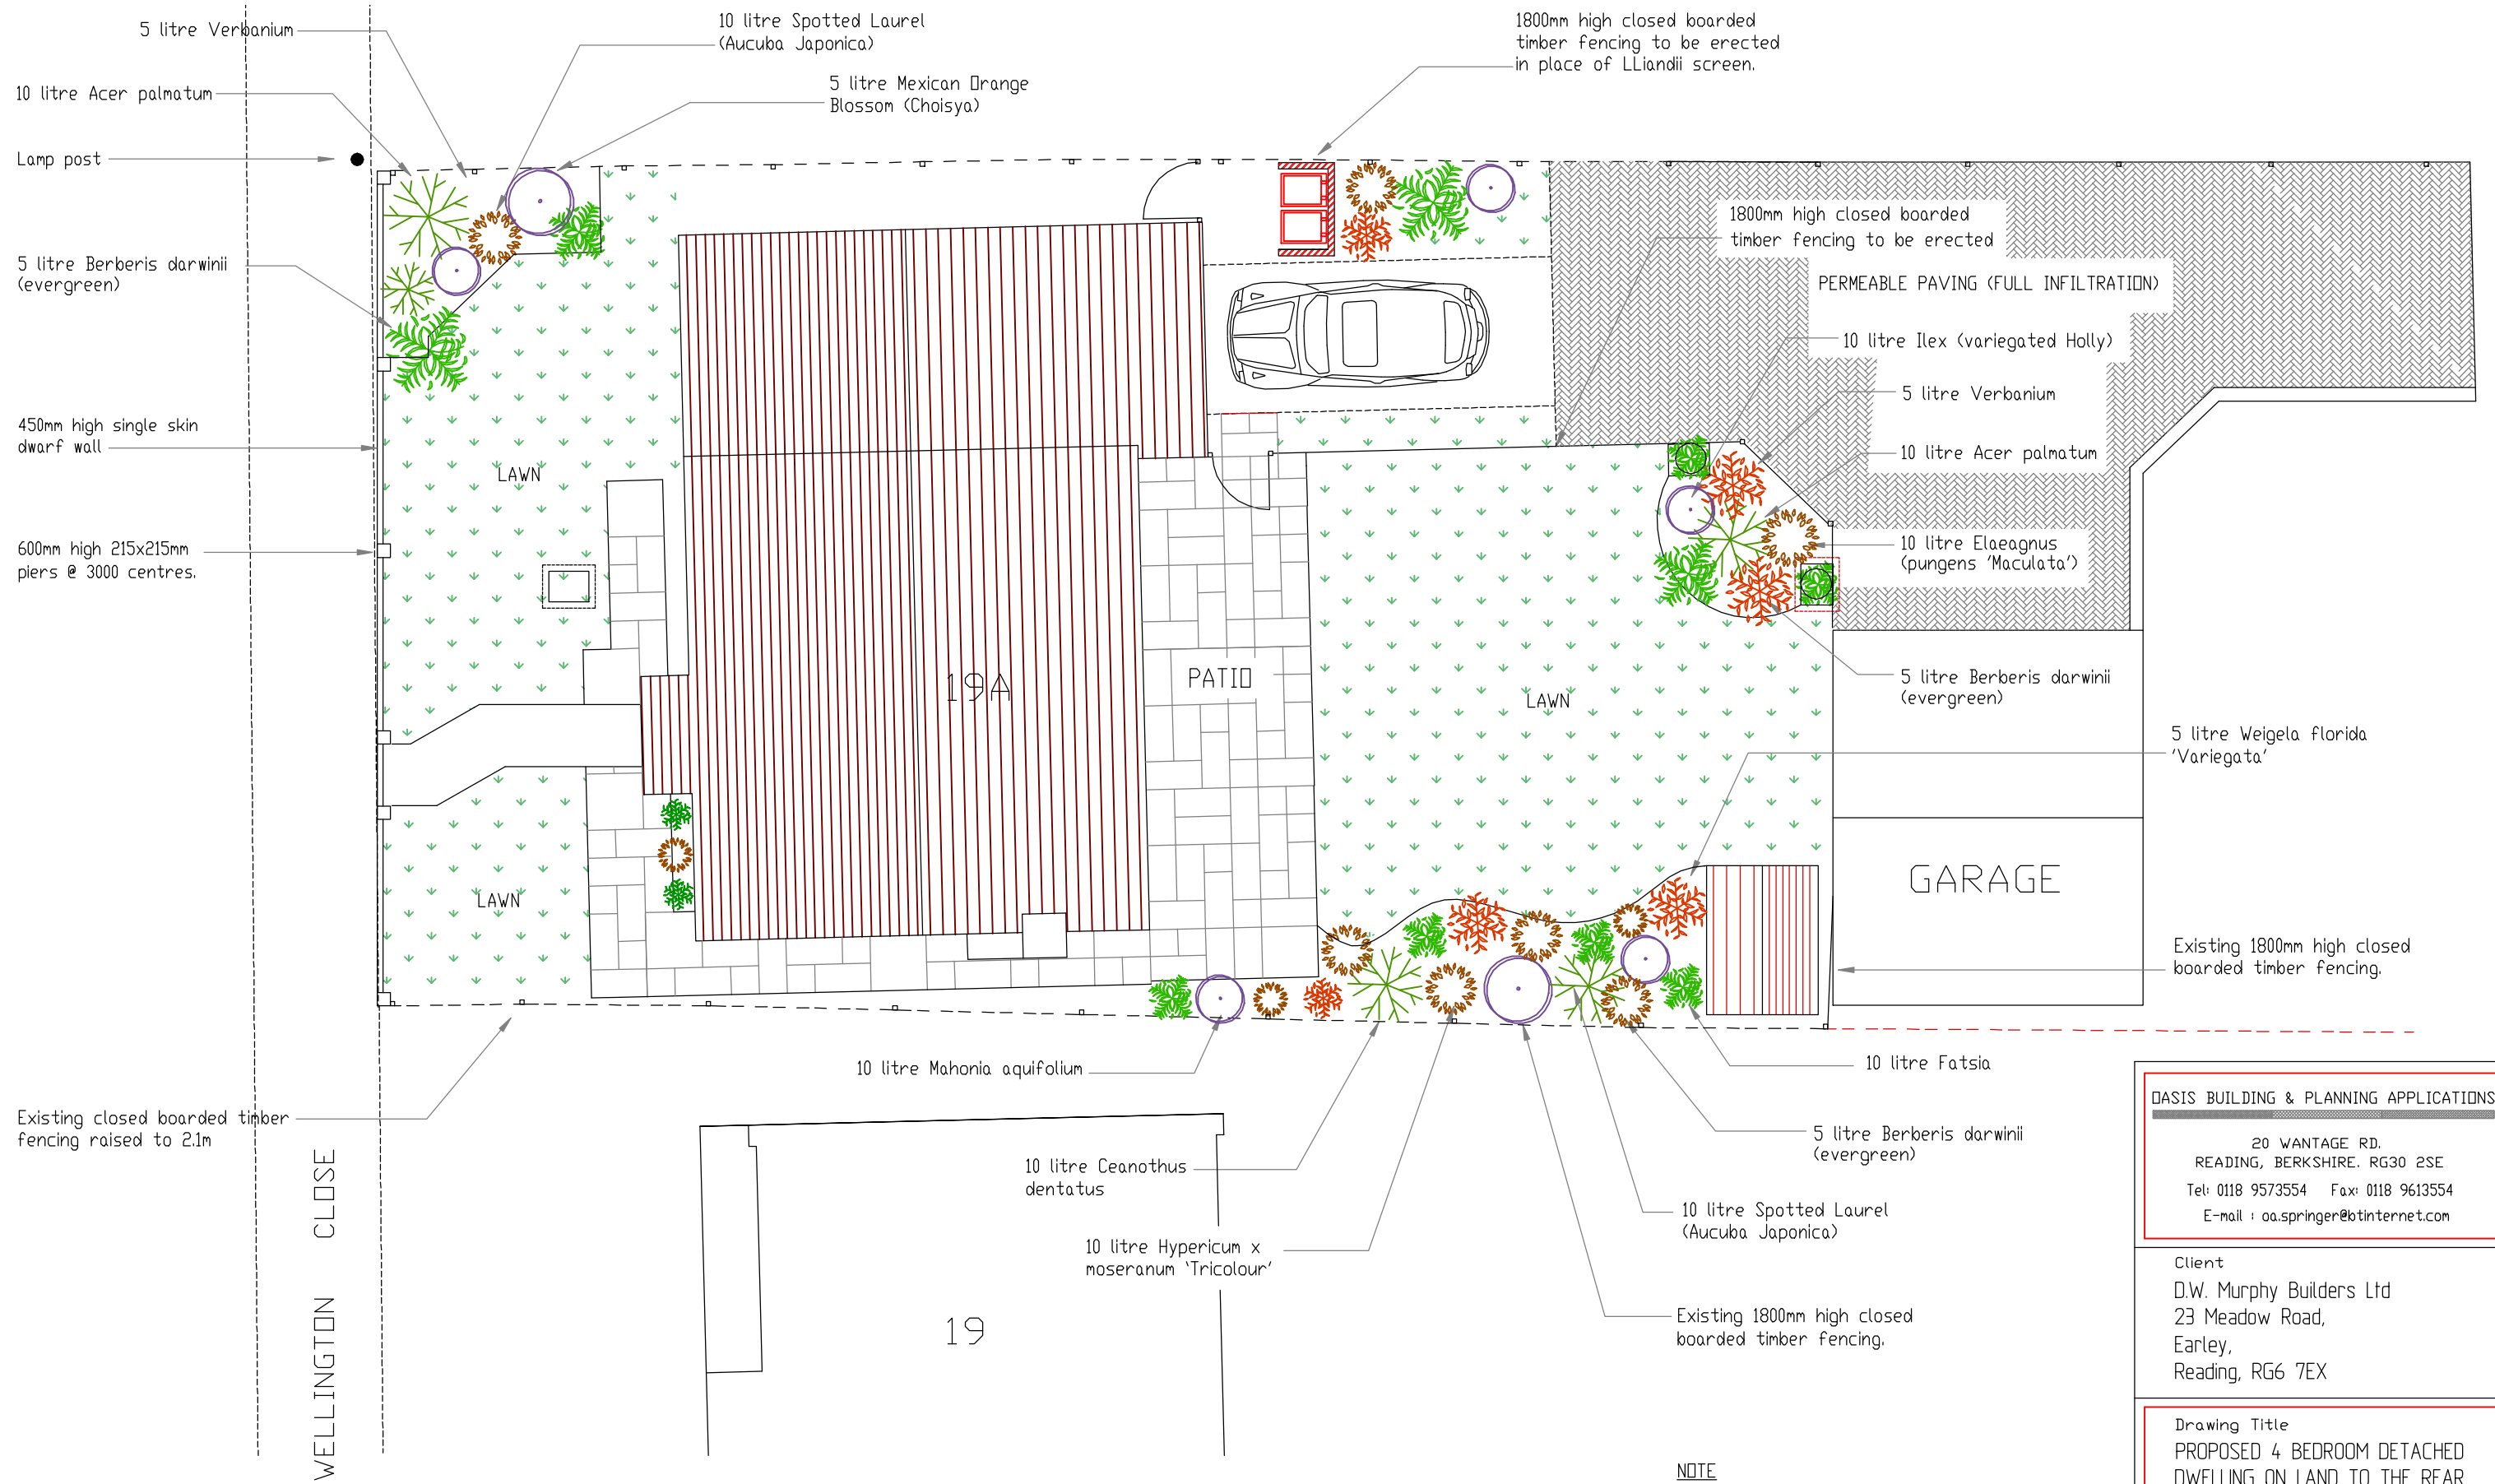 5 litre Verbanium
10 litre Spotted Laurel
(Aucuba Japonica)
1800mm high closed boarded
timber fencing to be erected
in place of LLiandii screen.
10 litre Acer palmatum
5 litre Mexican Orange
Blossom (Choisya)
Lamp post
5 litre Berberis darwinii
(evergreen)
1800mm high closed boarded
timber fencing to be erected
PERMEABLE PAVING (FULL INFILTRATION)
10 litre Ilex (variegated Holly)
5 litre Verbanium
10 litre Acer palmatum
450mm high single skin
dwarf wall
LAWN
600mm high 215x215mm
piers @ 3000 centres.
10 litre Elaeagnus
(pungens 'Maculata')
19A
PATIO
LAWN
5 litre Berberis darwinii
(evergreen)
5 litre Weigela florida
'Variegata'
LAWN
GARAGE
Existing 1800mm high closed
boarded timber fencing.
10 litre Mahonia aquifolium
10 litre Fatsia
Existing closed boarded timber
fencing raised to 2.1m
5 litre Berberis darwinii
(evergreen)
10 litre Ceanothus
dentatus
10 litre Spotted Laurel
(Aucuba Japonica)
10 litre Hypericum x
moseranum 'Tricolour'
Existing 1800mm high closed
boarded timber fencing.
19
WELLINGTON CLOSE
NOTE
OASIS BUILDING & PLANNING APPLICATIONS
20 WANTAGE RD.
READING, BERKSHIRE. RG30 2SE
Tel: 0118 9573554 Fax: 0118 9613554
E-mail : oa.springer@btinternet.com
Client
D.W. Murphy Builders Ltd
23 Meadow Road,
Earley,
Reading, RG6 7EX
Drawing Title
PROPOSED 4 BEDROOM DETACHED
DWELLING ON LAND TO THE REAR